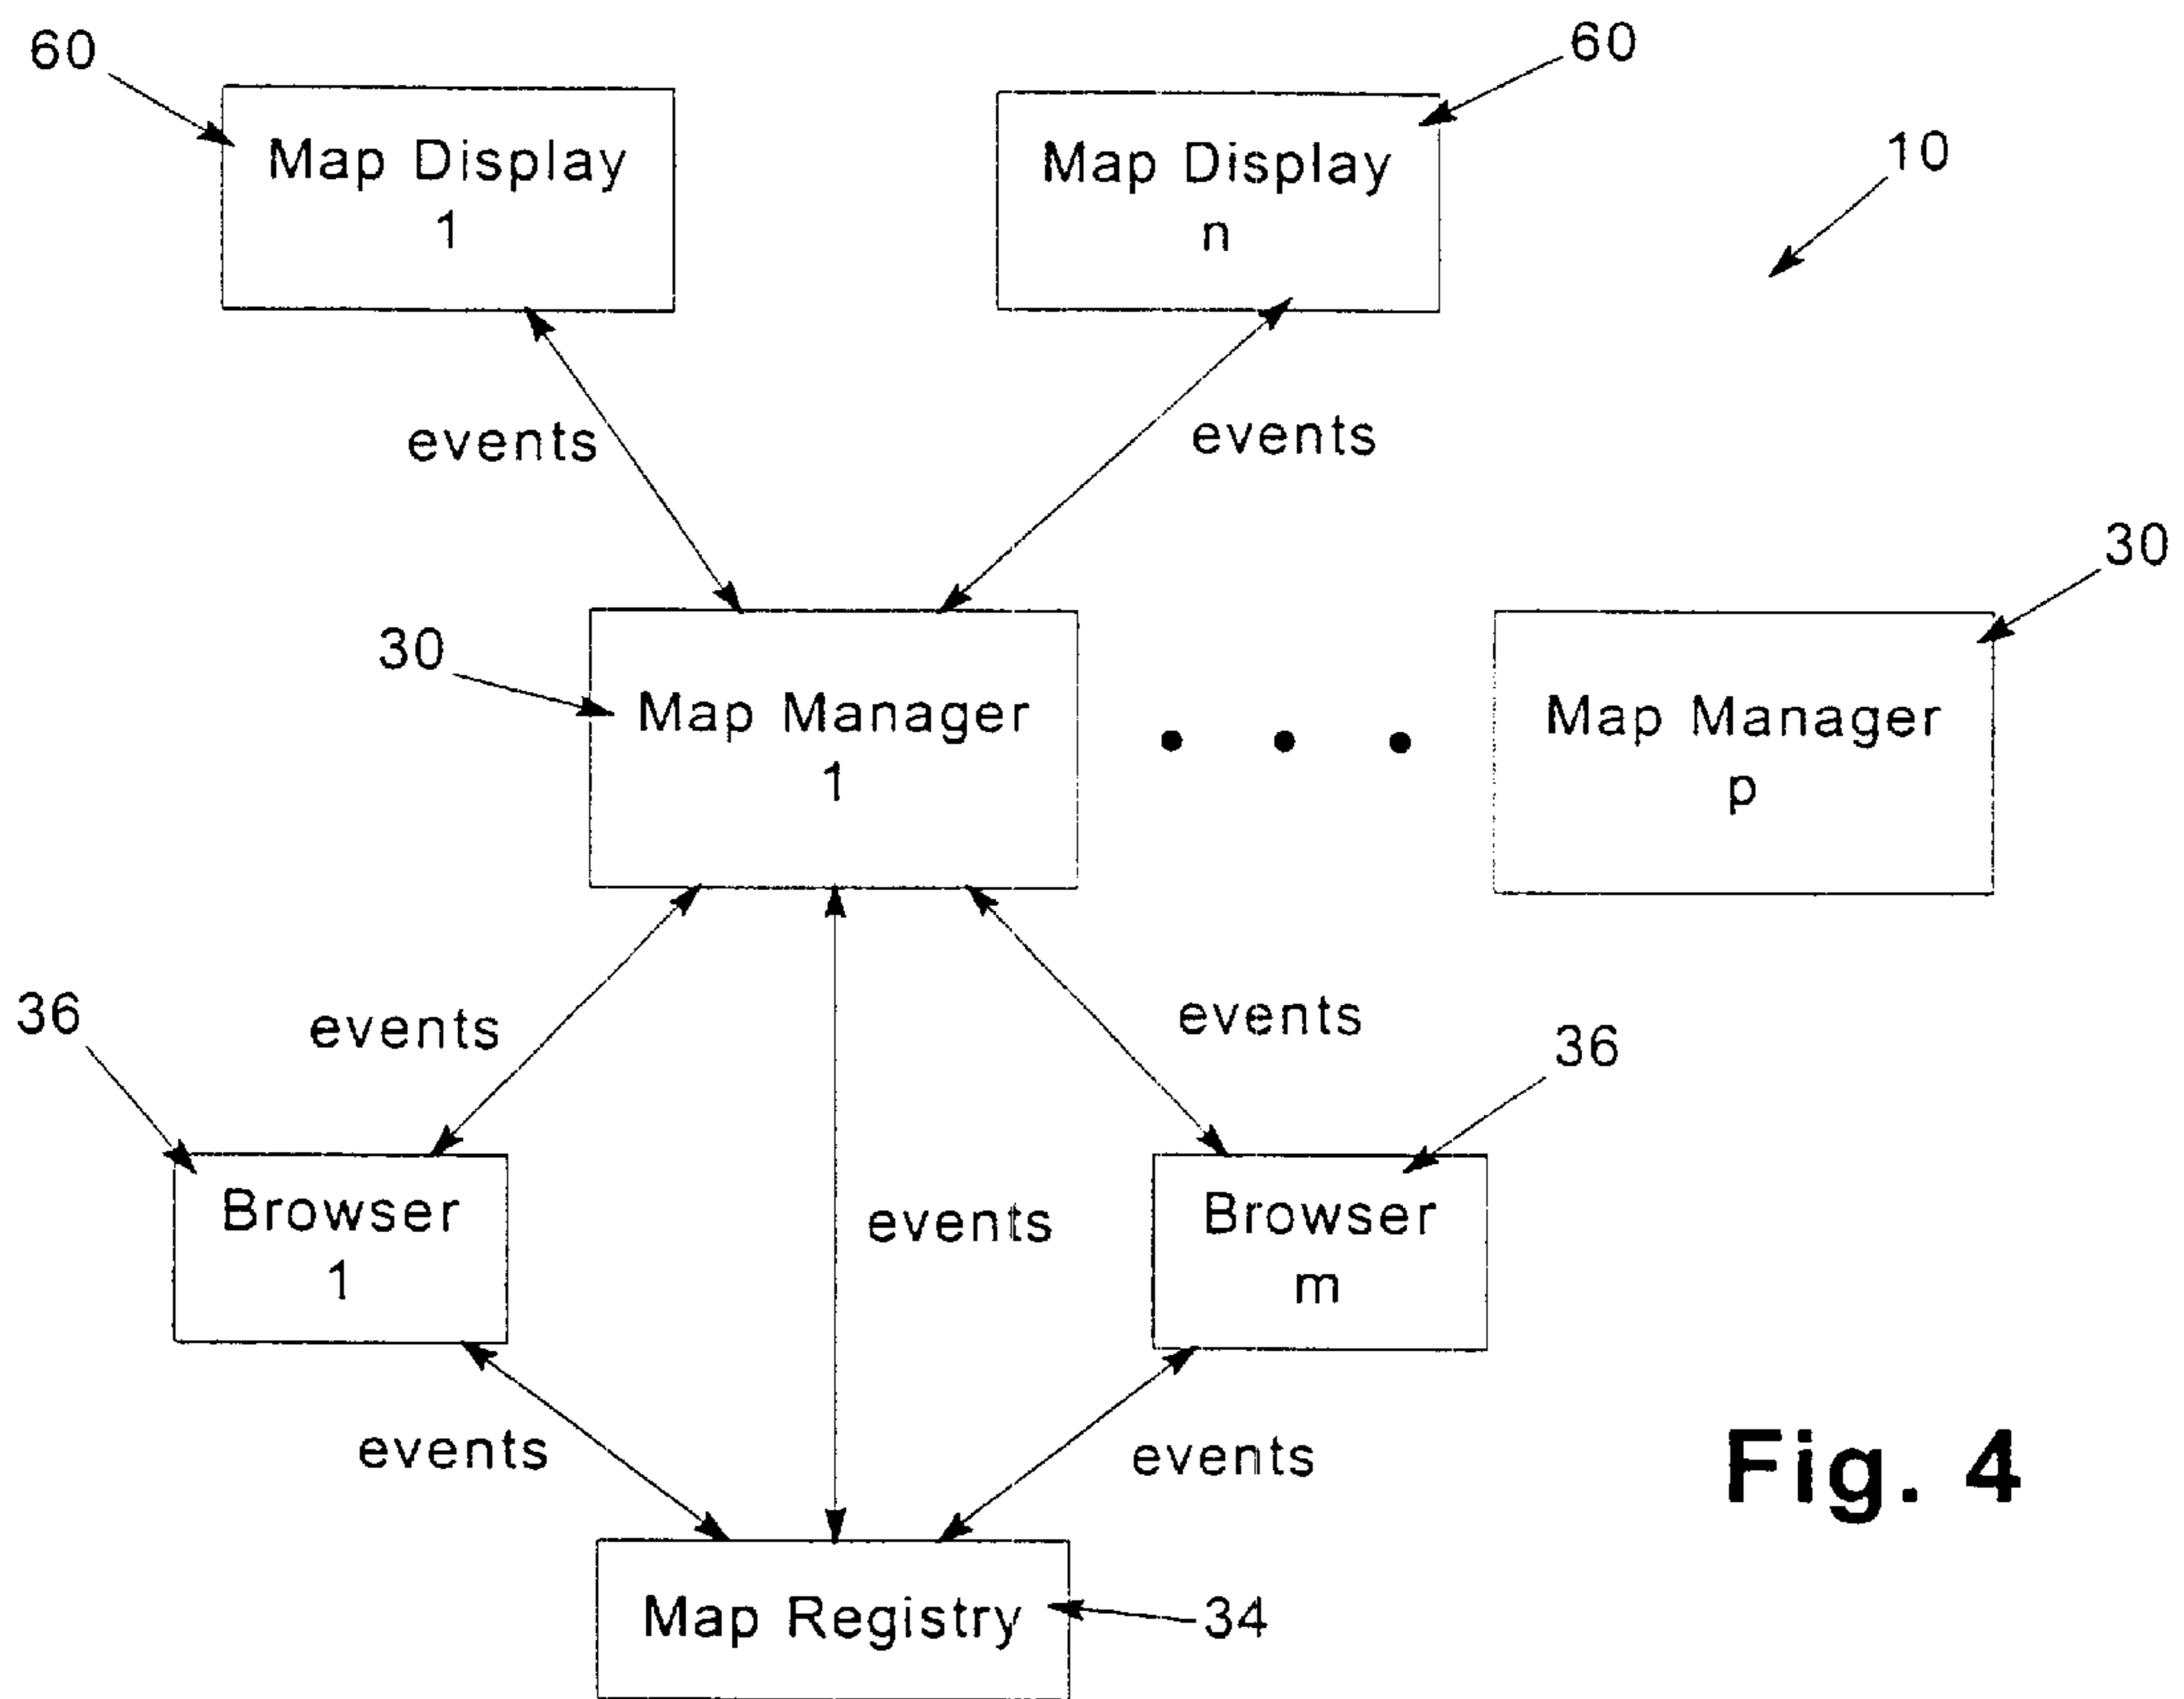 60
60
Map Display
1
Map Display
n
10
events
events
30
30
Map Manager
1
Map Manager
p
36
events
events
36
Browser
1
events
Browser
m
events
events
Map Registry
34
Fig. 4